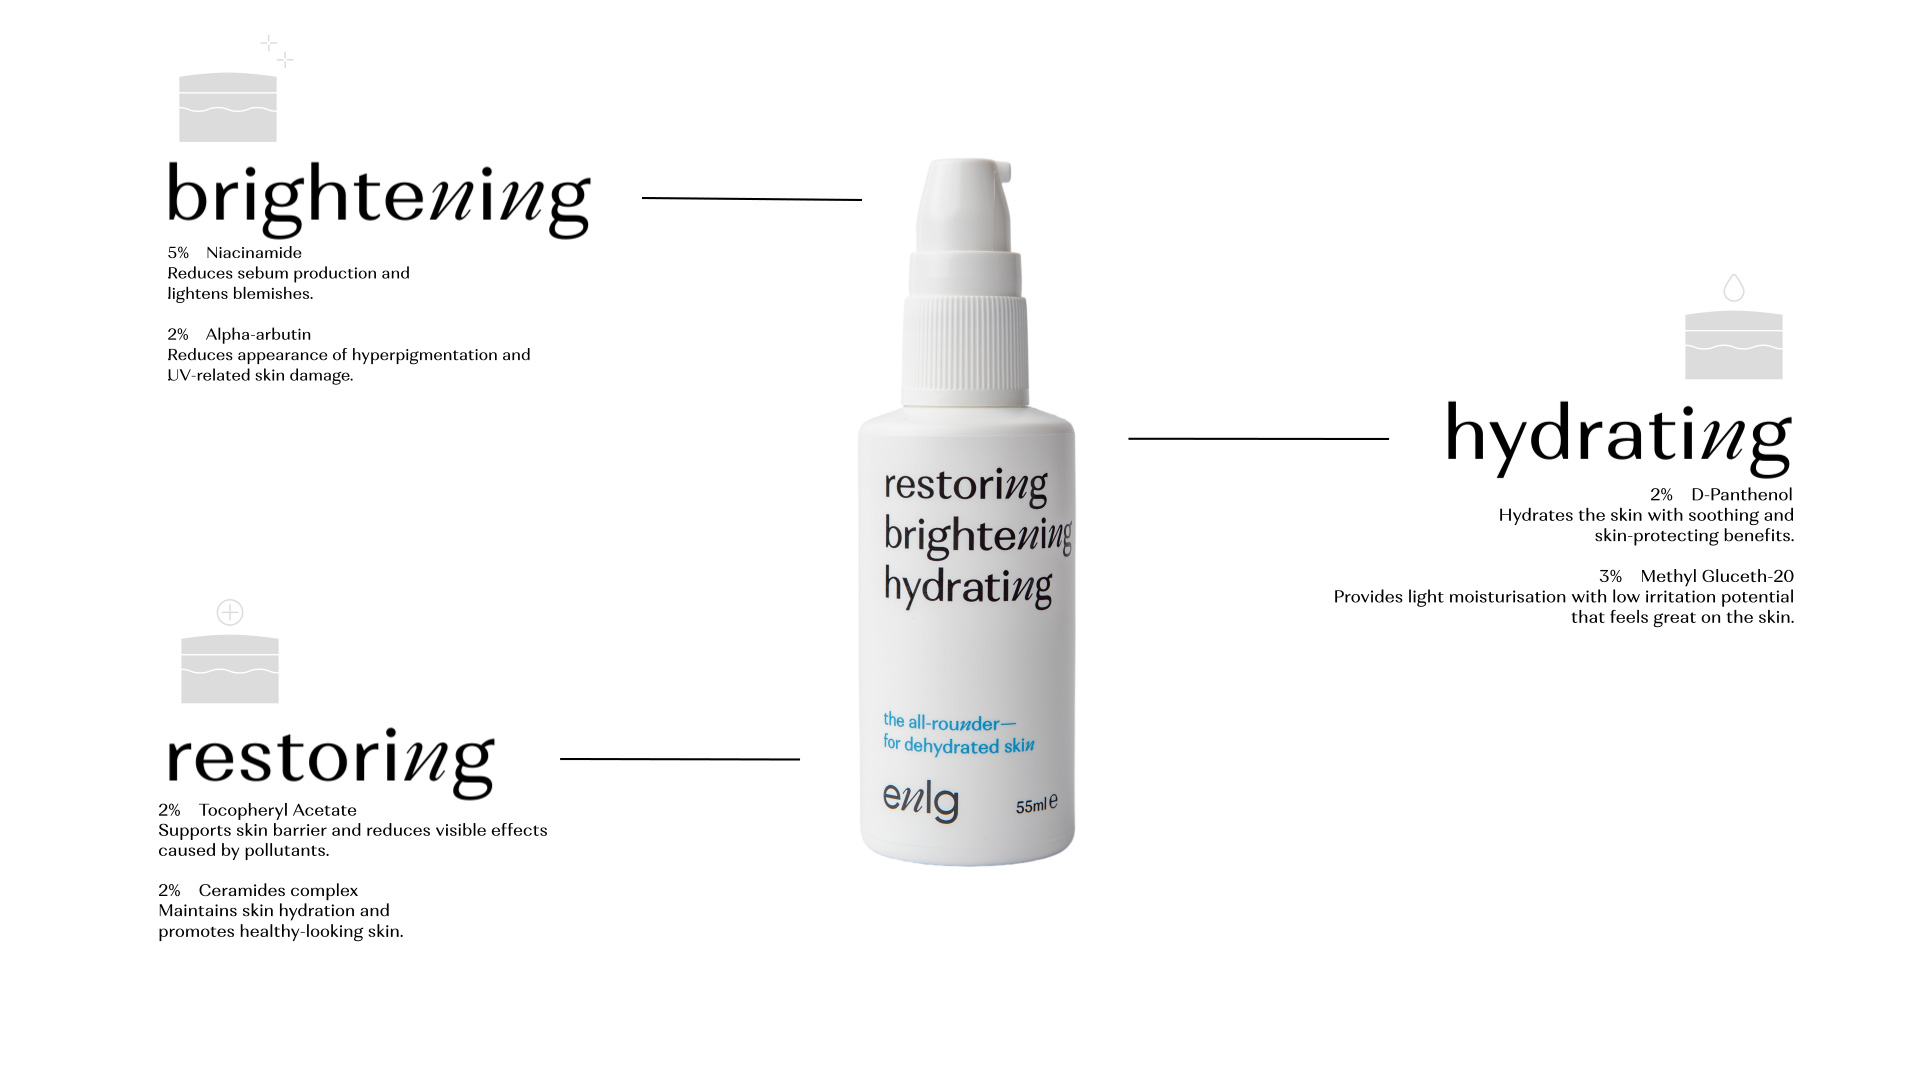 brightening
5% Niacinamide
Reduces sebum production and
lightens blemishes.
2% Alpha-arbutin
Reduces appearance of hyperpigmentation and
UV-related skin damage.
restoring
2% Tocopheryl Acetate
Supports skin barrier and reduces visible effects
caused by pollutants.
2% Ceramides complex
Maintains skin hydration and
promotes healthy-looking skin.
restoring
brightening
hydrating
the all-rounder—
for dehydrated skin
enlg
55ml ℮
hydrating
2% D-Panthenol
Hydrates the skin with soothing and
skin-protecting benefits.
3% Methyl Gluceth-20
Provides light moisturisation with low irritation potential
that feels great on the skin.